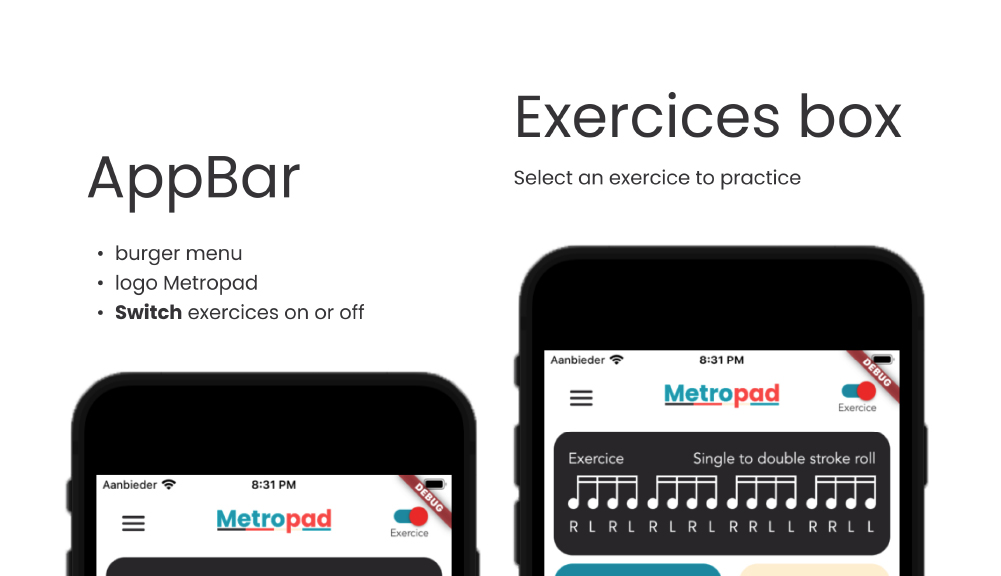 AppBar
• burger menu
• logo Metropad
• Switch exercices on or off
Aanbieder 8:31 PM
DEBUG
Metropad
Exercice
Exercices box
Select an exercice to practice
Aanbieder 8:31 PM
DEBUG
Metropad
Exercice
Exercice Single to double stroke roll
R L R L R L R L R R L L R R L L